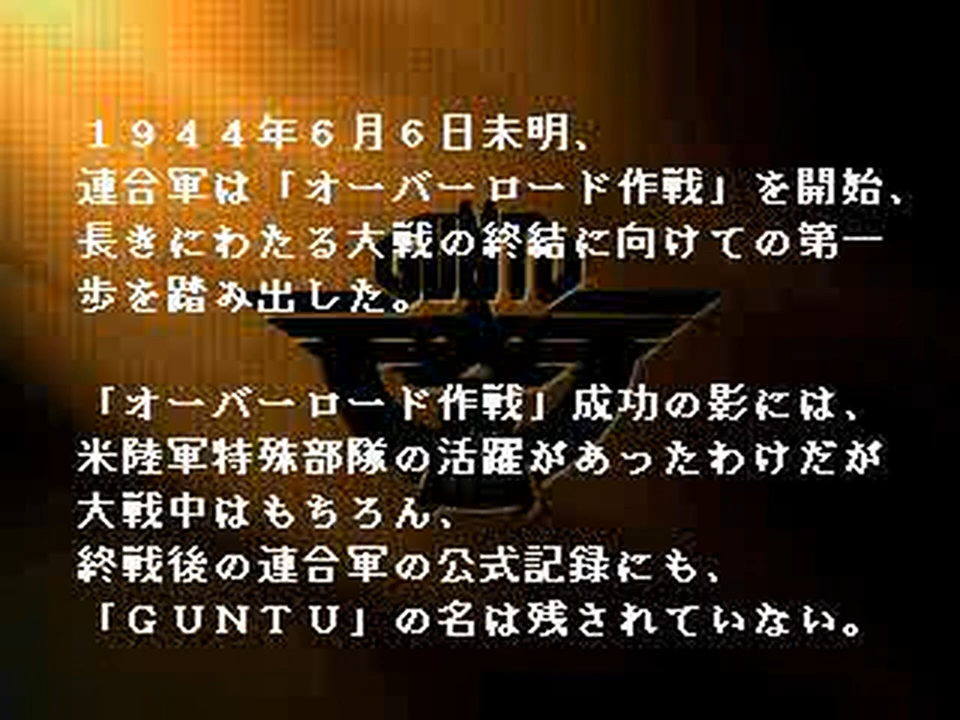 １９４４年６月６日未明、
連合軍は「オーバーロード作戦」を開始、
長きにわたる大戦の終結に向けての第一
歩を踏み出した。
「オーバーロード作戦」成功の影には、
米陸軍特殊部隊の活躍があったわけだが
大戦中はもちろん、
終戦後の連合軍の公式記録にも、
「ＧＵＮＴＵ」の名は残されていない。
GUNTU